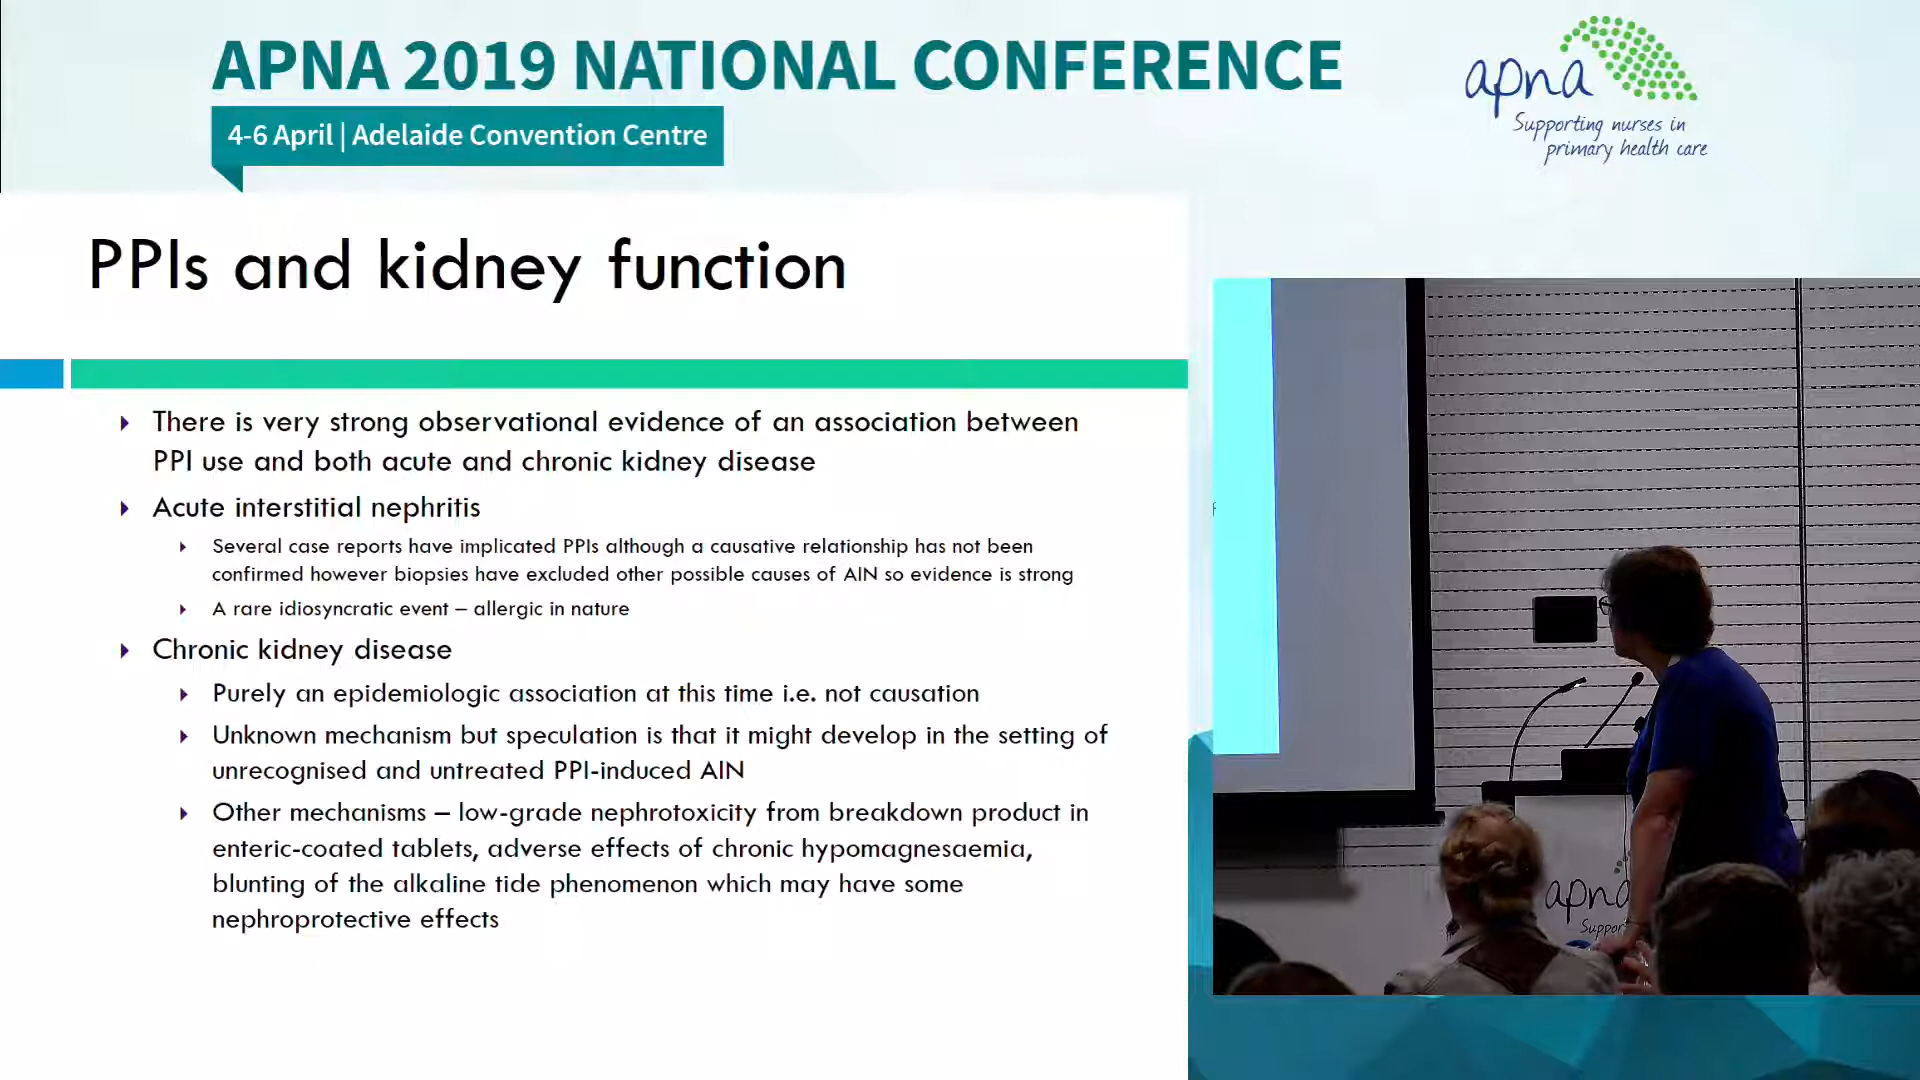 APNA 2019 NATIONAL CONFERENCE
4-6 April | Adelaide Convention Centre
apna
Supporting nurses in
primary health care
PPIs and kidney function
There is very strong observational evidence of an association between
PPI use and both acute and chronic kidney disease
Acute interstitial nephritis
Several case reports have implicated PPIs although a causative relationship has not been
confirmed however biopsies have excluded other possible causes of AIN so evidence is strong
A rare idiosyncratic event – allergic in nature
Chronic kidney disease
Purely an epidemiologic association at this time i.e. not causation
Unknown mechanism but speculation is that it might develop in the setting of
unrecognised and untreated PPI-induced AIN
Other mechanisms – low-grade nephrotoxicity from breakdown product in
enteric-coated tablets, adverse effects of chronic hypomagnesaemia,
blunting of the alkaline tide phenomenon which may have some
nephroprotective effects
f
apna
Suppor